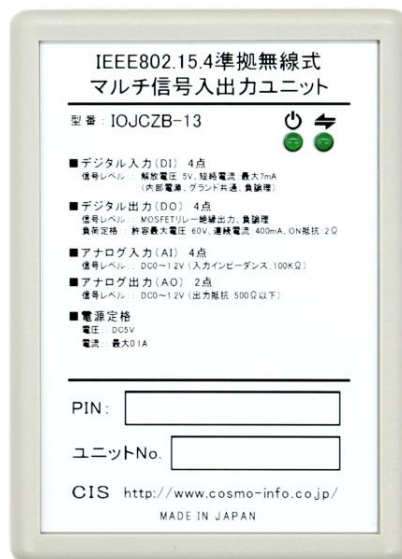 IEEE802.15.4準拠無線式
マルチ信号入出力ユニット
型番：IOJCZB-13
■デジタル入力(DI) 4点
信号レベル：：解放電圧：5V、短絡電流：最大7mA
(内部電源、グランド共通、負論理)
■デジタル出力(DO) 4点
信号レベル：：MOSFETリレー絶縁出力、負論理
負荷定格：許容最大電圧：60V、連続電流：400mA、ON抵抗：2Ω
■アナログ入力(AI) 4点
信号レベル：：DC0～12V(入力インピーダンス：100KΩ)
■アナログ出力(AO) 2点
信号レベル：：DC0～12V(出力抵抗：500Ω以下)
■電源定格
電圧：：DC5V
電流：：最大0.1A
PIN:
ユニットNo.
CIS http://www.cosmo-info.co.jp/
MADE IN JAPAN